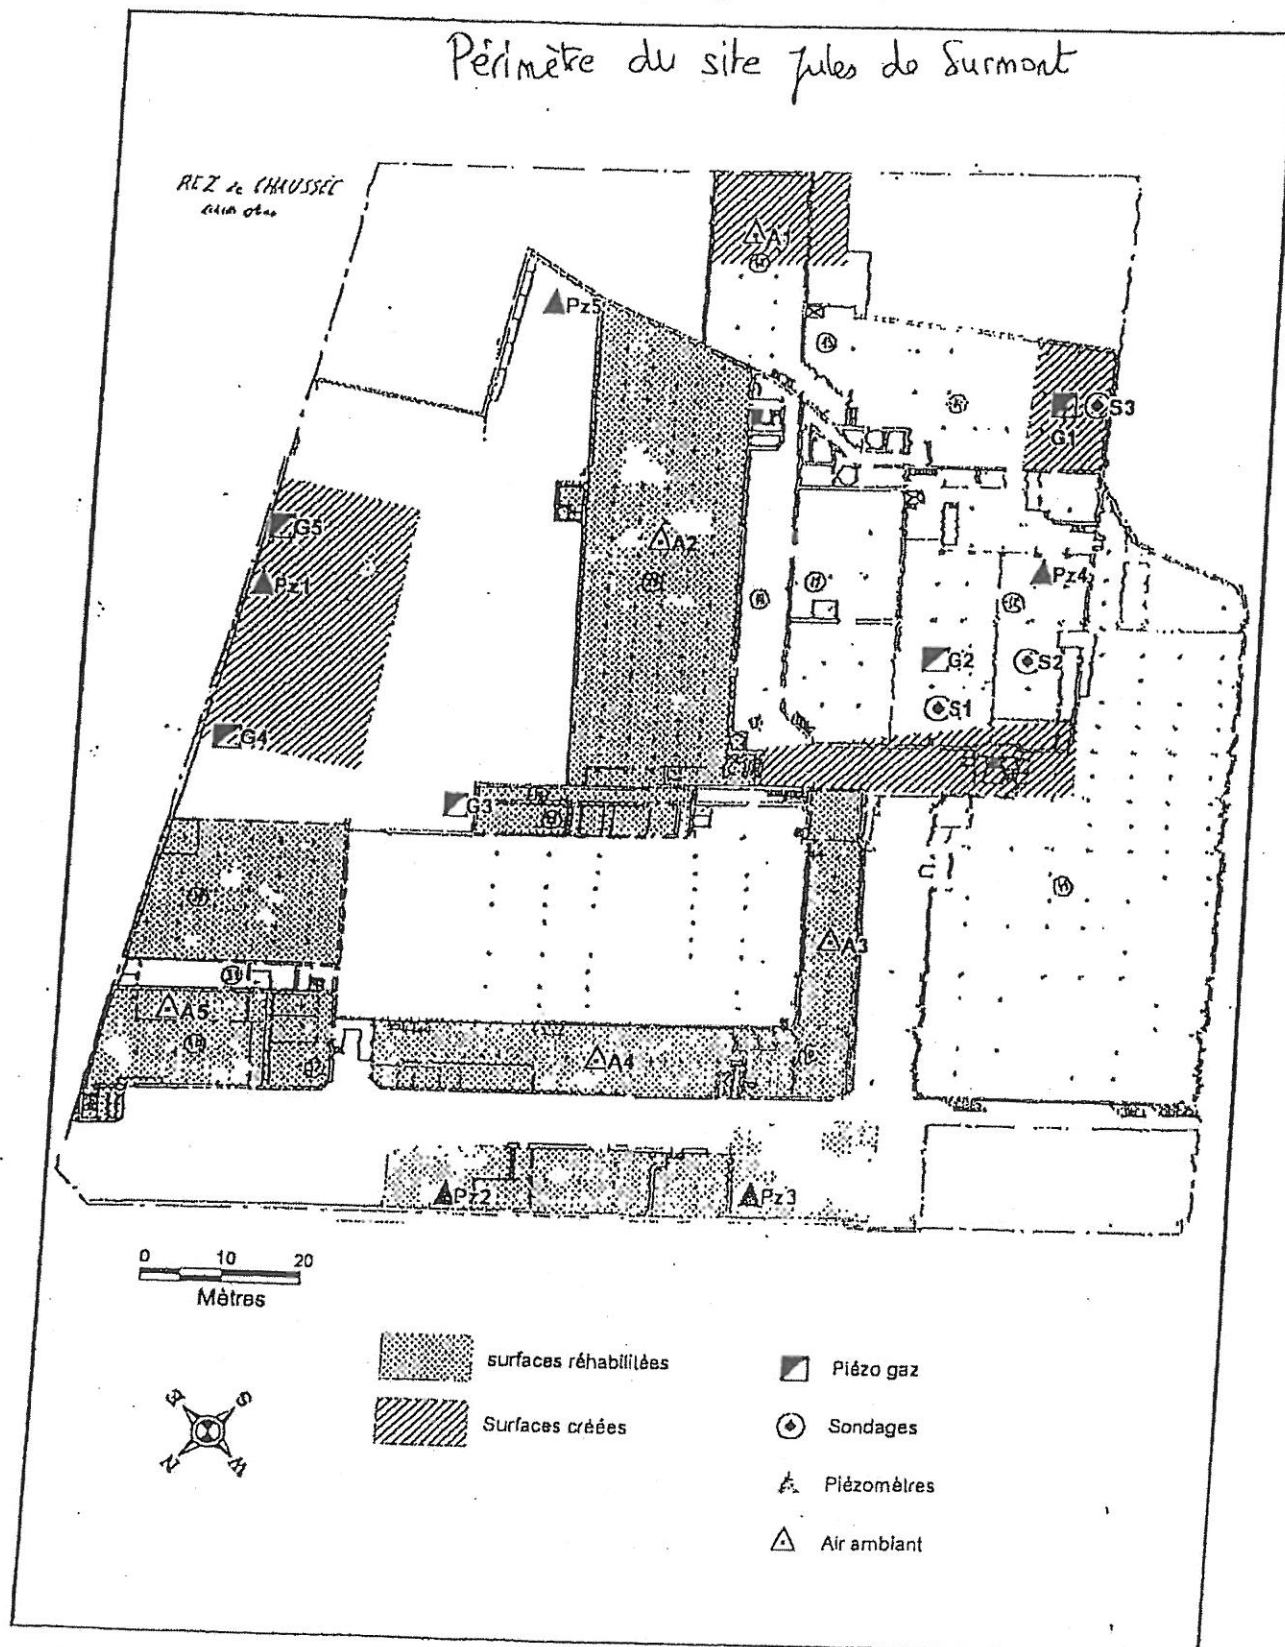 Périmètre du site Jules de Surmont
REZ de CHAUSSÉE
A1
Pz5
G1
S3
G5
A2
Pz1
Pz4
G2
S2
S1
G4
G3
A3
A5
A4
Pz2
Pz3
0 10 20
Mètres
surfaces réhabilitées
Surfaces créées
Piézo gaz
Sondages
Piézomètres
Air ambiant
E
S
N
W